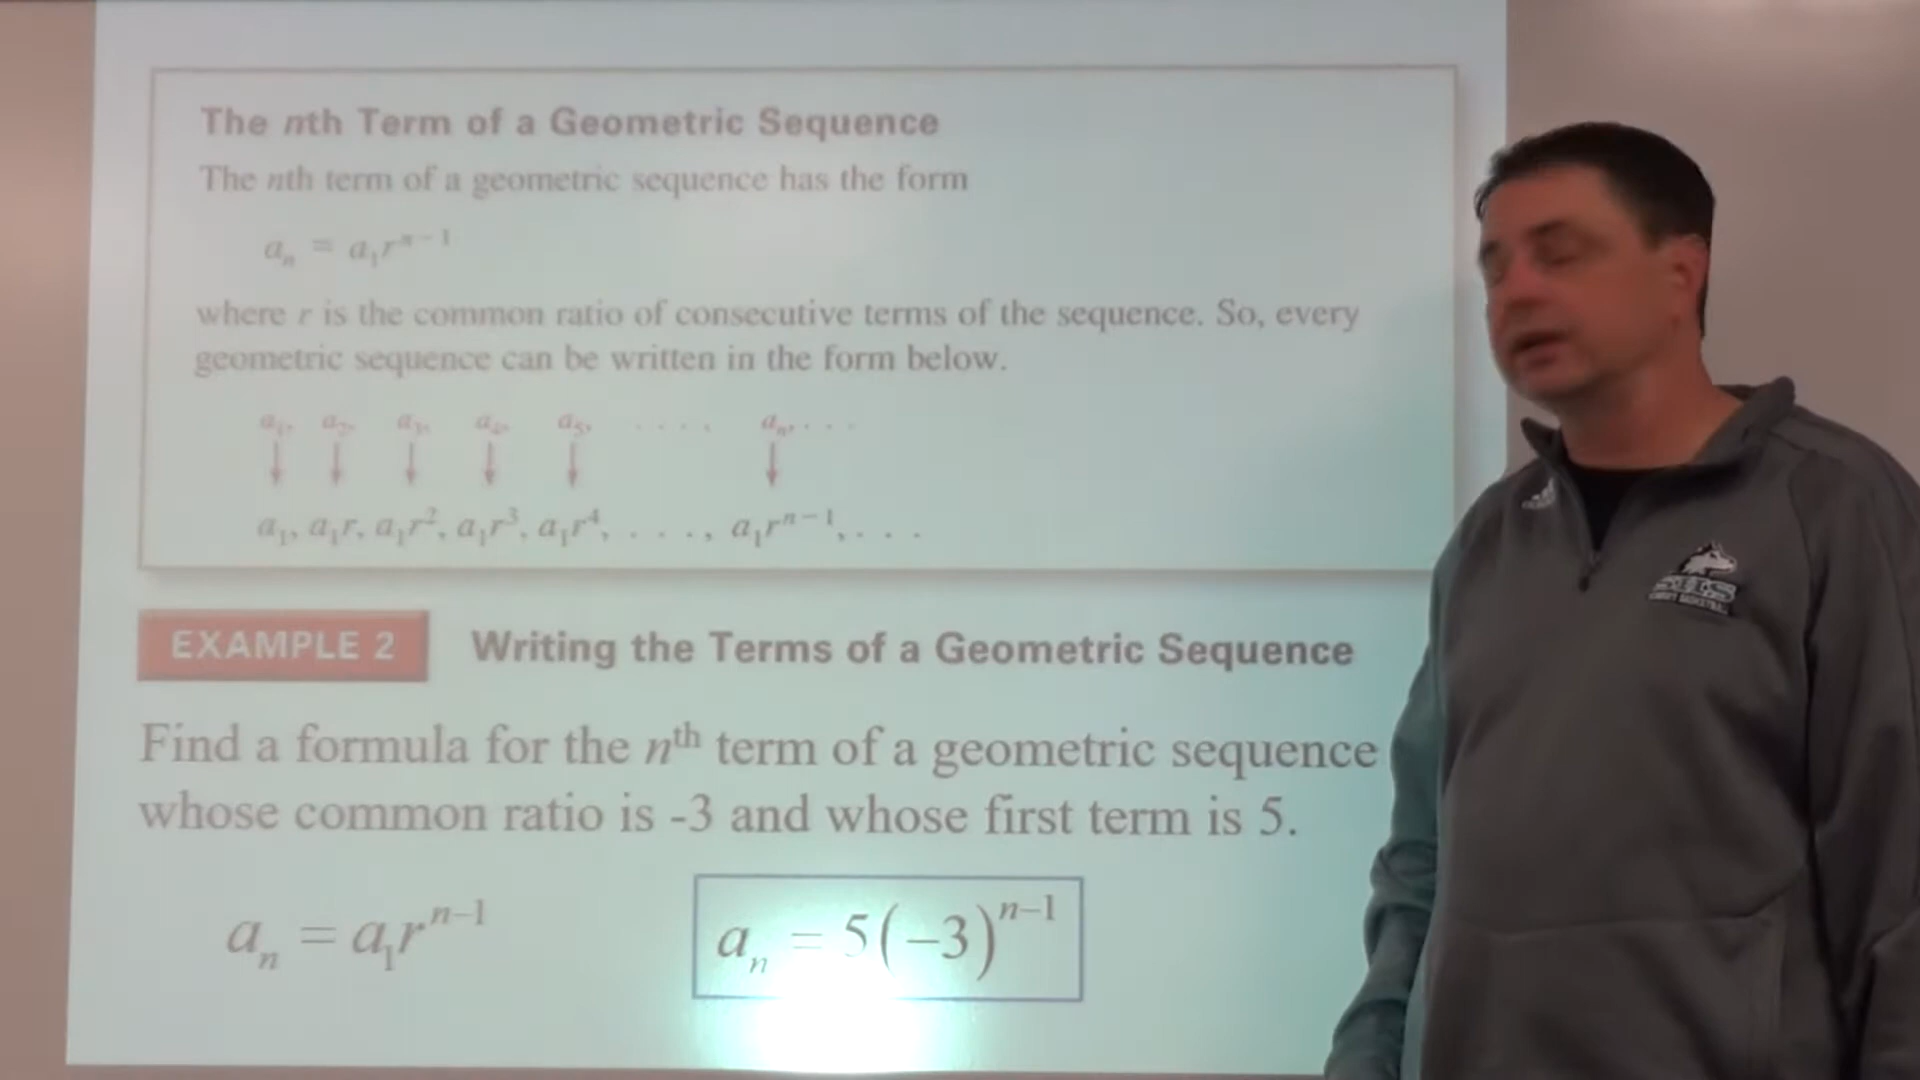 The nth Term of a Geometric Sequence
The nth term of a geometric sequence has the form
aₙ = a₁rⁿ⁻¹
where r is the common ratio of consecutive terms of the sequence. So, every
geometric sequence can be written in the form below.
a₁, a₂, a₃, a₄, a₅, . . . . aₙ, . . .
↓ ↓ ↓ ↓ ↓ ↓
a₁, a₁r, a₁r², a₁r³, a₁r⁴, . . . . , a₁rⁿ⁻¹, . . .
EXAMPLE 2 Writing the Terms of a Geometric Sequence
Find a formula for the nᵗʰ term of a geometric sequence
whose common ratio is -3 and whose first term is 5.
aₙ = a₁rⁿ⁻¹ aₙ = 5(−3)ⁿ⁻¹